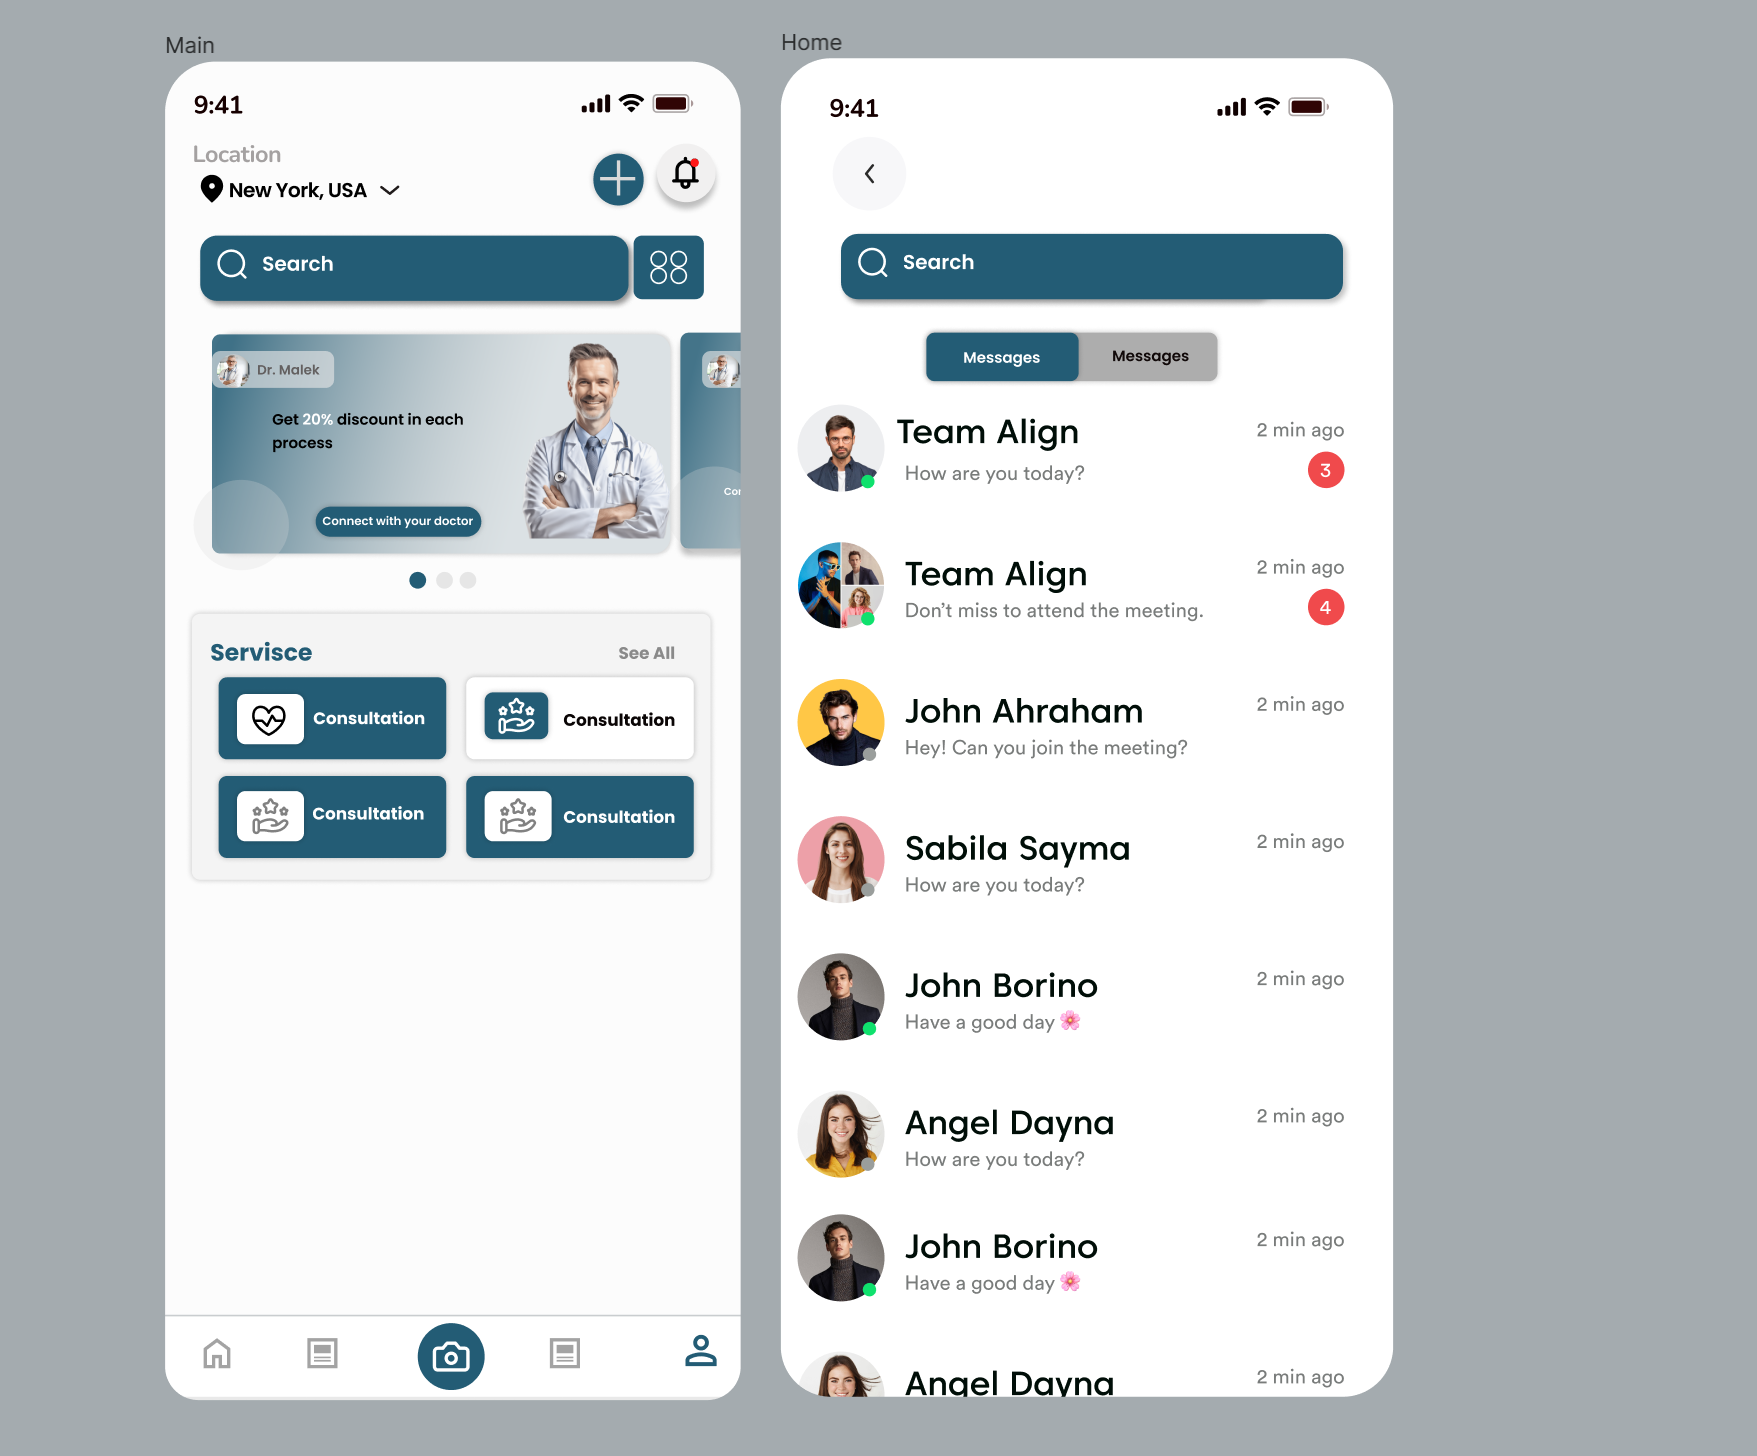 Main
9:41
Location
New York, USA
Search
Dr. Malek
Get 20% discount in each
process
Connect with your doctor
Servisce
See All
Consultation
Consultation
Consultation
Consultation
Home
9:41
Search
Messages
Messages
Team Align
2 min ago
How are you today?
3
Team Align
2 min ago
Don't miss to attend the meeting.
4
John Ahraham
2 min ago
Hey! Can you join the meeting?
Sabila Sayma
2 min ago
How are you today?
John Borino
2 min ago
Have a good day 🌸
Angel Dayna
2 min ago
How are you today?
John Borino
2 min ago
Have a good day 🌸
Angel Dayna
2 min ago